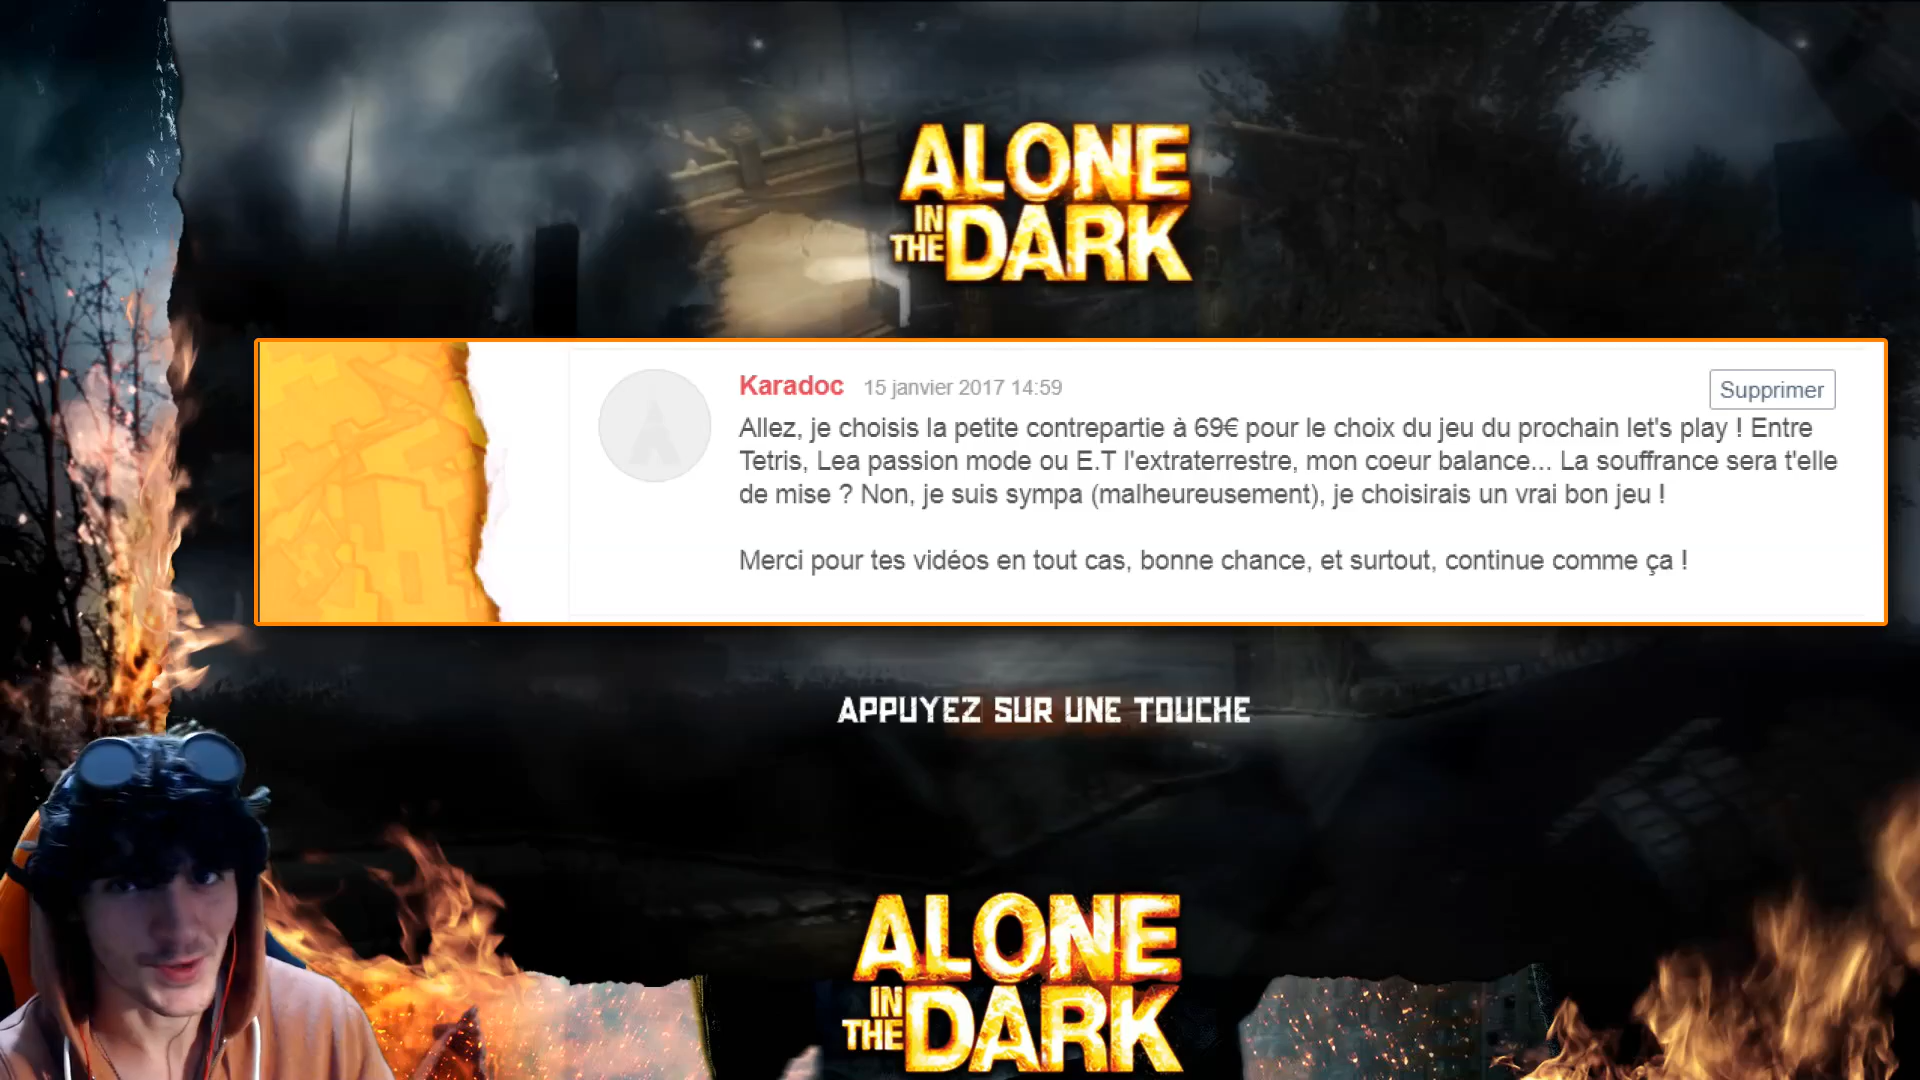 ALONE
IN
THE DARK
Karadoc 15 janvier 2017 14:59
Supprimer
Allez, je choisis la petite contrepartie à 69€ pour le choix du jeu du prochain let's play ! Entre
Tetris, Lea passion mode ou E.T l'extraterrestre, mon coeur balance... La souffrance sera t'elle
de mise ? Non, je suis sympa (malheureusement), je choisirais un vrai bon jeu !
Merci pour tes vidéos en tout cas, bonne chance, et surtout, continue comme ça !
APPUYEZ SUR UNE TOUCHE
ALONE
IN
THE DARK